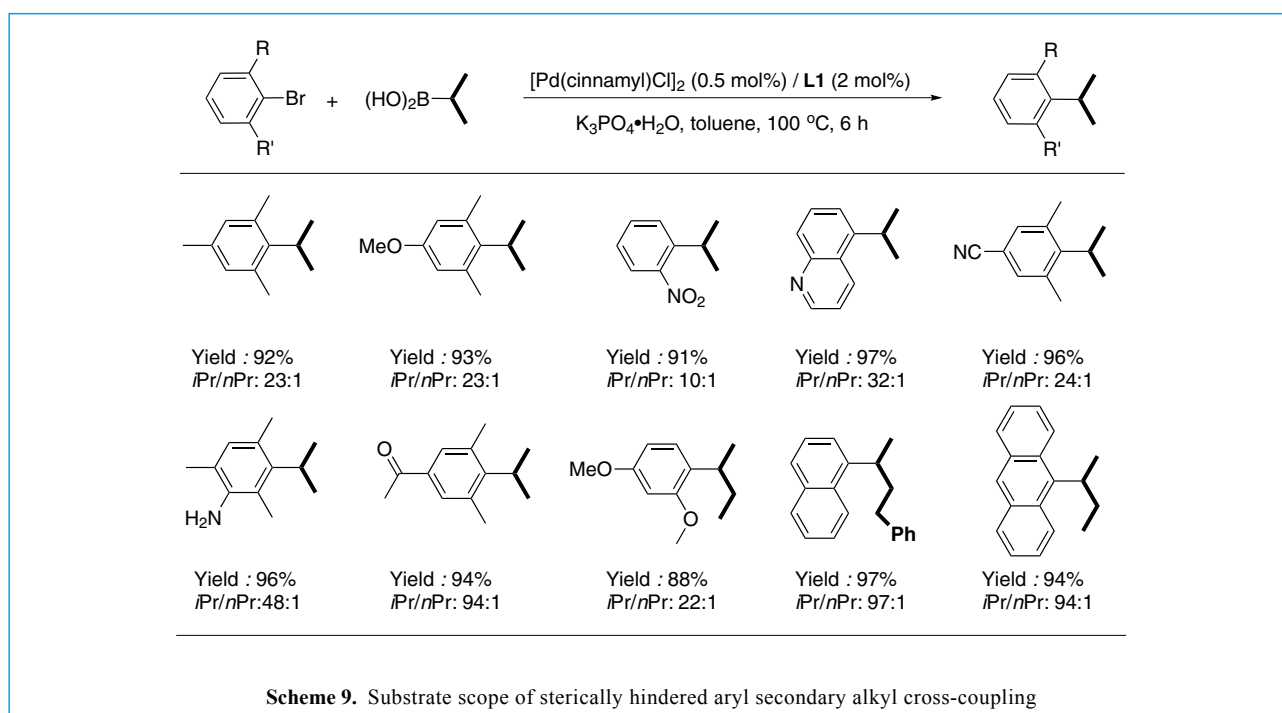 R
Br
R'
+
(HO)₂B
[Pd(cinnamyl)Cl]₂ (0.5 mol%) / L1 (2 mol%)
K₃PO₄•H₂O, toluene, 100 °C, 6 h
R
R'
MeO
NO₂
N
NC
Yield : 92%
iPr/nPr: 23:1
Yield : 93%
iPr/nPr: 23:1
Yield : 91%
iPr/nPr: 10:1
Yield : 97%
iPr/nPr: 32:1
Yield : 96%
iPr/nPr: 24:1
H₂N
O
MeO
O
Ph
Yield : 96%
iPr/nPr:48:1
Yield : 94%
iPr/nPr: 94:1
Yield : 88%
iPr/nPr: 22:1
Yield : 97%
iPr/nPr: 97:1
Yield : 94%
iPr/nPr: 94:1
Scheme 9. Substrate scope of sterically hindered aryl secondary alkyl cross-coupling